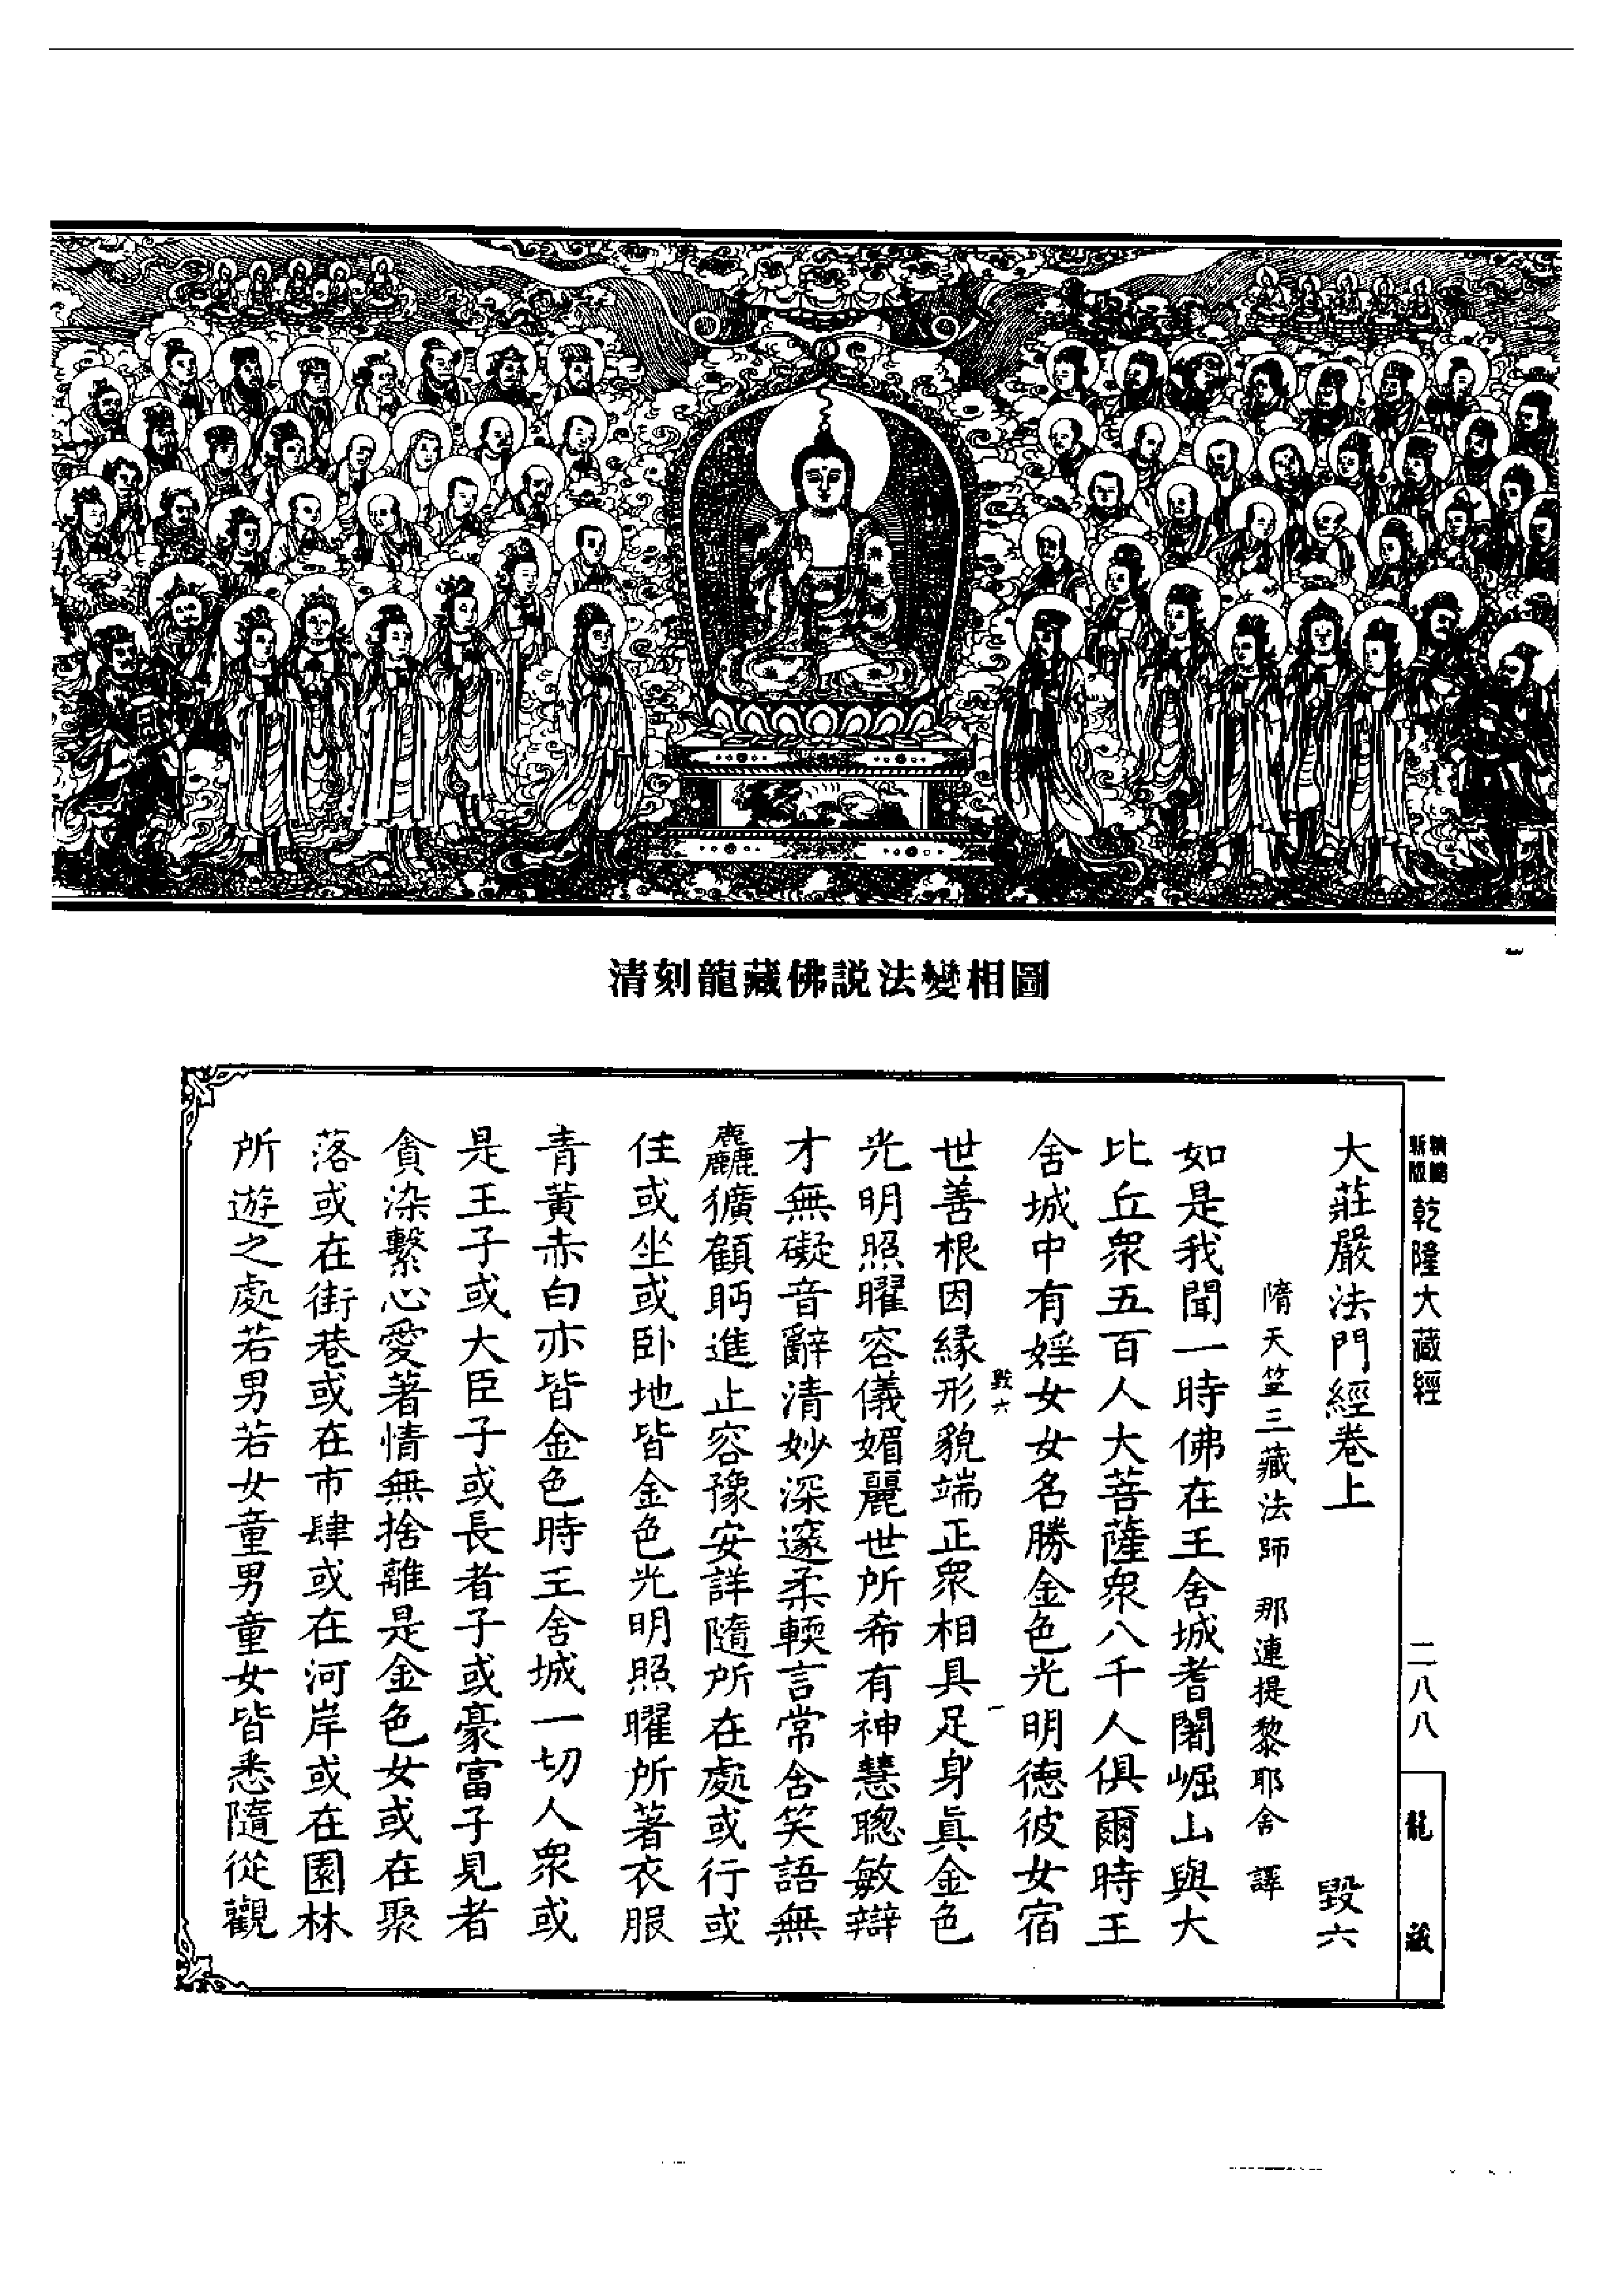 清刻龍藏佛説法變相圖
乾隆大藏經
二八八
龍藏
大莊嚴法門經卷上 毀六
隋天竺三藏法師 那連提黎耶舍 譯
如是我聞一時佛在王舍城耆闍崛山與大
比丘衆五百人大菩薩衆八千人俱爾時王
舍城中有婬女女名勝金色光明德彼女宿
毀六 一
世善根因緣形貌端正衆相具足身眞金色
光明照曜容儀媚麗世所希有神慧聰敏辯
才無礙音辭清妙深邃柔輭言常含笑語無
麤獷顧眄進止容豫安詳隨所在處或行或
住或坐或卧地皆金色光明照曜所著衣服
青黃赤白亦皆金色時王舍城一切人衆或
是王子或大臣子或長者子或豪富子見者
貪染繫心愛著情無捨離是金色女或在聚
落或在街巷或在市肆或在河岸或在園林
所遊之處若男若女童男童女皆悉隨從觀